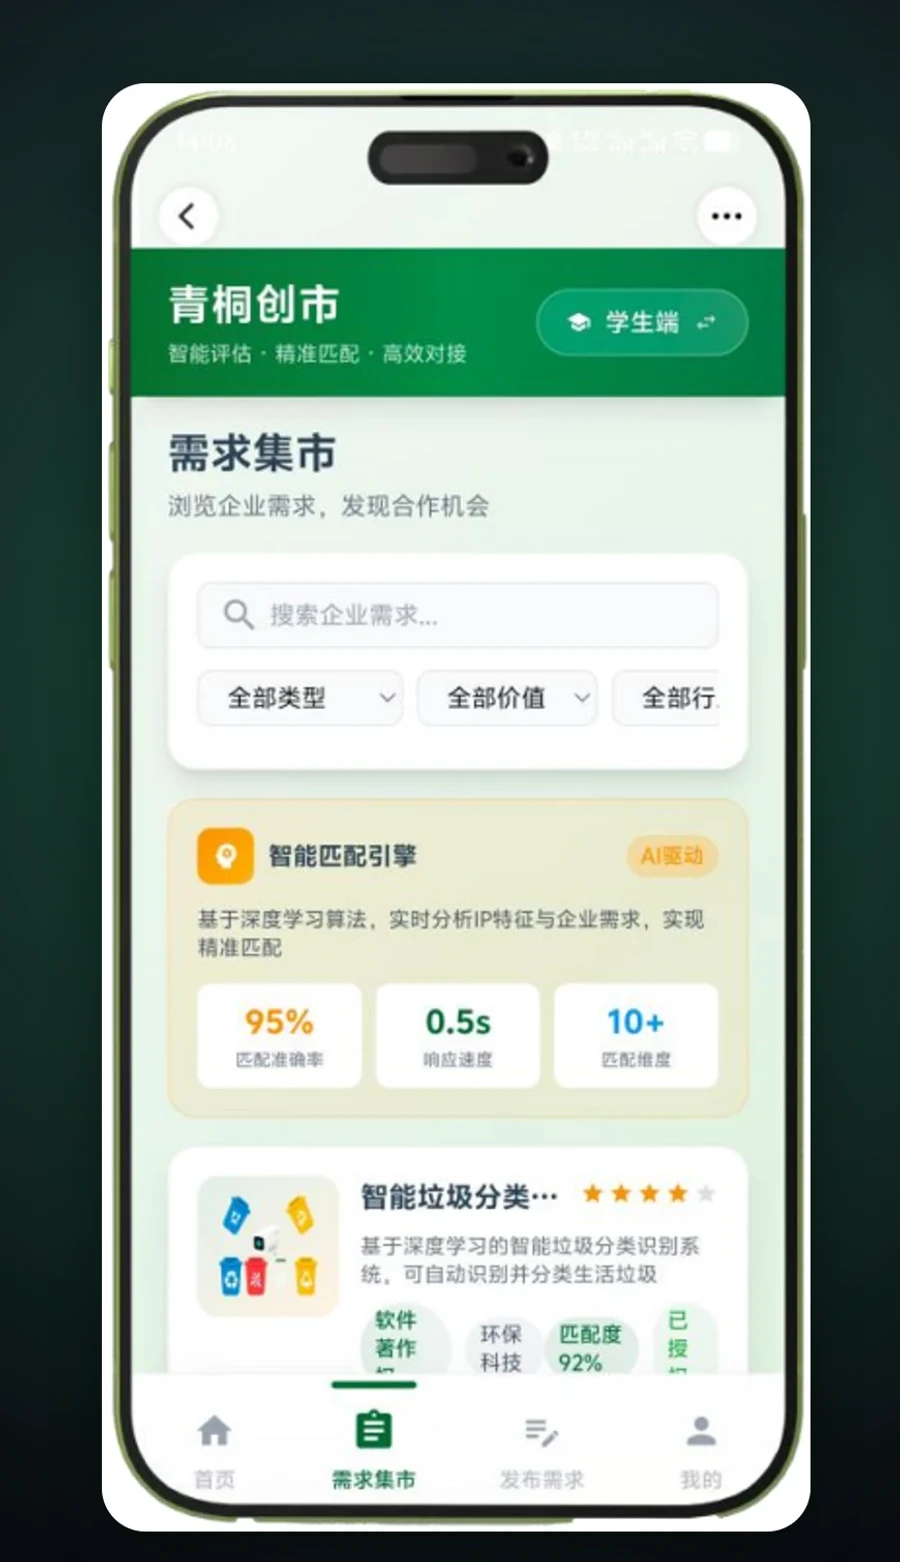 青桐创市
学生端
智能评估 · 精准匹配 · 高效对接
需求集市
浏览企业需求，发现合作机会
搜索企业需求...
全部类型
全部价值
全部行
智能匹配引擎
AI驱动
基于深度学习算法，实时分析IP特征与企业需求，实现
精准匹配
95%
0.5s
10+
匹配准确率
响应速度
匹配维度
智能垃圾分类···
基于深度学习的智能垃圾分类识别系
统，可自动识别并分类生活垃圾
软件
著作
环保
科技
匹配度
92%
已
授
首页
需求集市
发布需求
我的